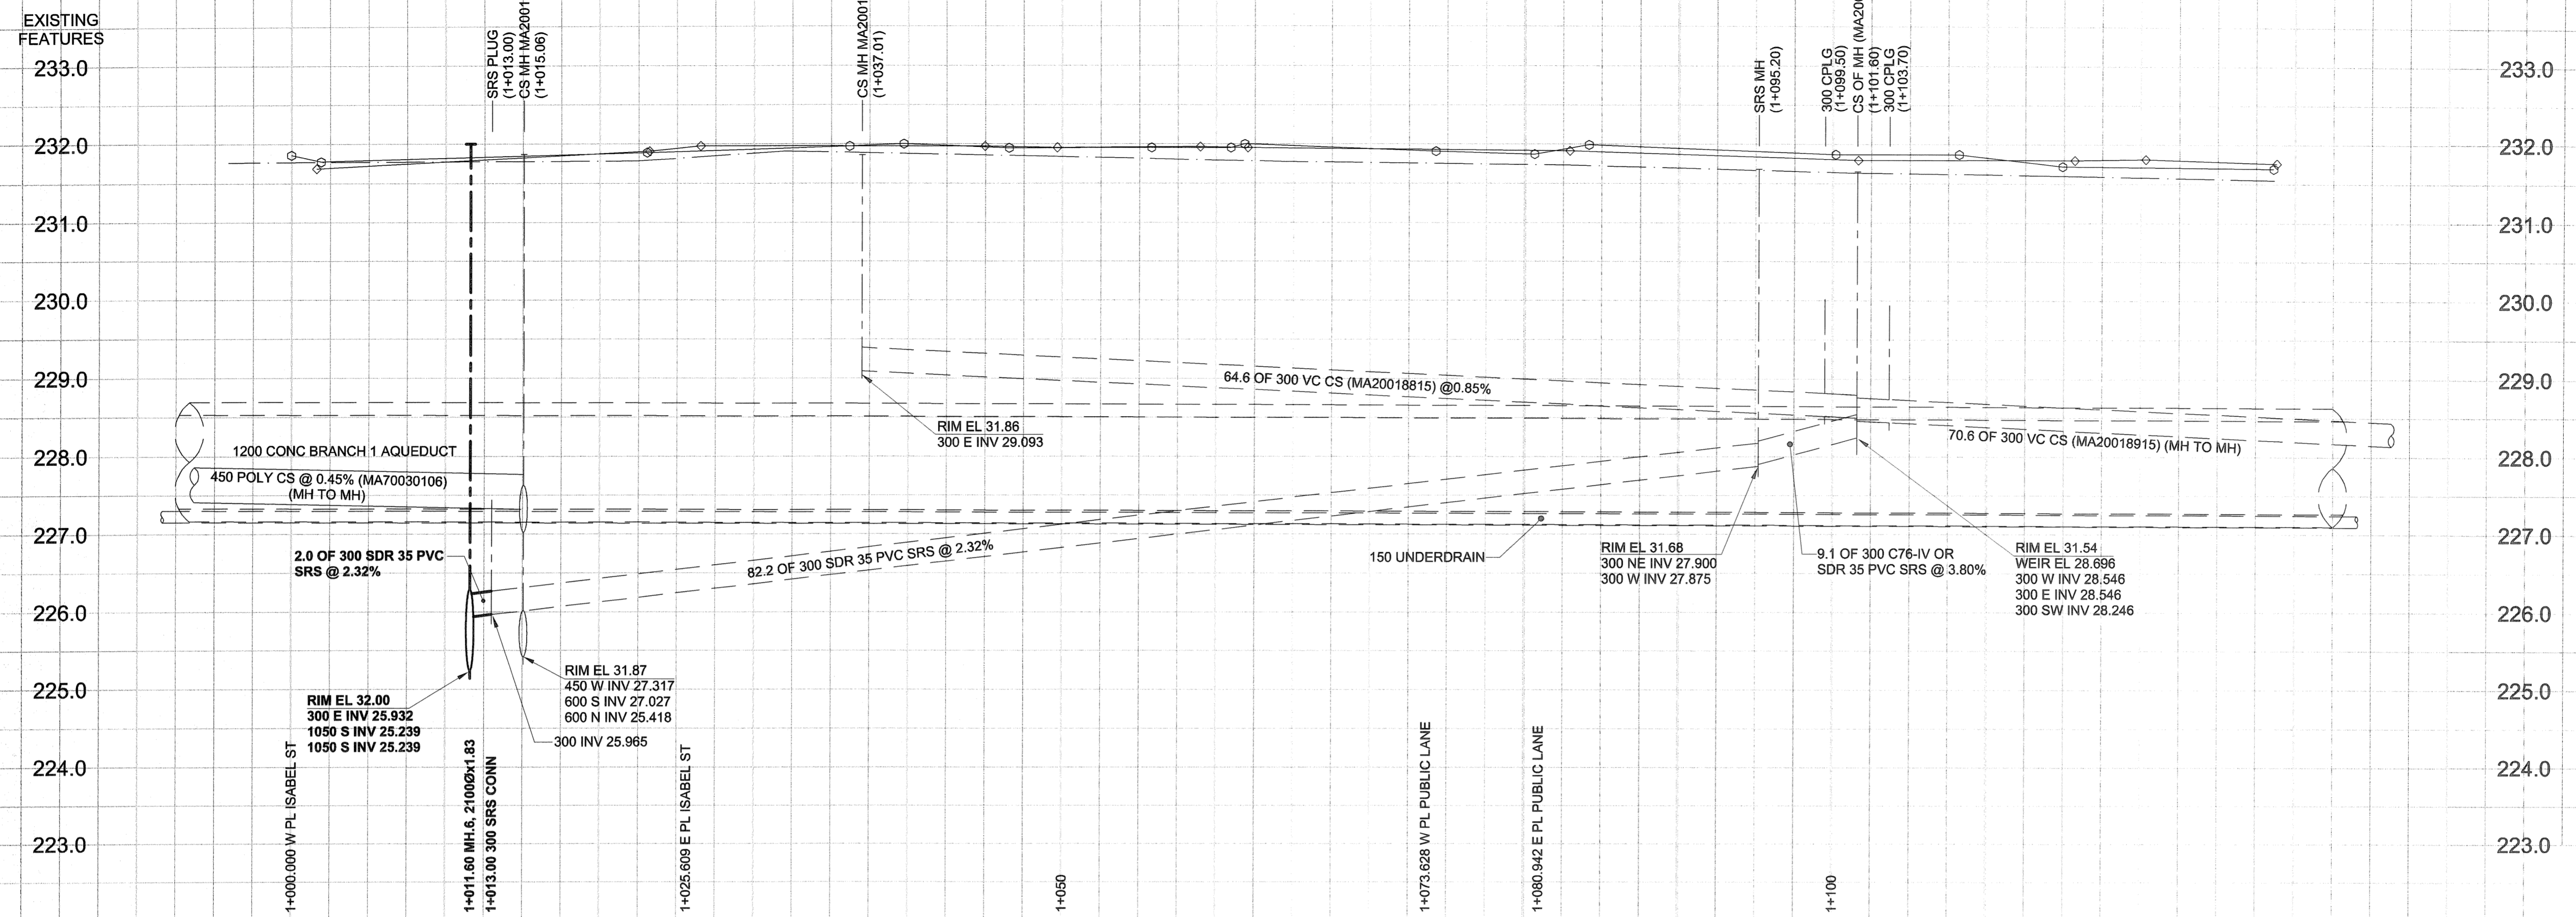 EXISTING
FEATURES
SRS PLUG
(1+013.00)
CS MH MA2001
(1+015.06)
CS MH MA2001
(1+037.01)
SRS MH
(1+095.20)
300 CPLG
(1+099.50)
CS OF MH (MA20
(1+101.60)
300 CPLG
(1+103.70)
233.0
233.0
232.0
232.0
231.0
231.0
230.0
230.0
229.0
229.0
228.0
228.0
227.0
227.0
226.0
226.0
225.0
225.0
224.0
224.0
223.0
223.0
64.6 OF 300 VC CS (MA20018815) @0.85%
RIM EL 31.86
300 E INV 29.093
1200 CONC BRANCH 1 AQUEDUCT
450 POLY CS @ 0.45% (MA70030106)
(MH TO MH)
70.6 OF 300 VC CS (MA20018915) (MH TO MH)
2.0 OF 300 SDR 35 PVC
SRS @ 2.32%
82.2 OF 300 SDR 35 PVC SRS @ 2.32%
150 UNDERDRAIN
RIM EL 31.68
300 NE INV 27.900
300 W INV 27.875
9.1 OF 300 C76-IV OR
SDR 35 PVC SRS @ 3.80%
RIM EL 31.54
WEIR EL 28.696
300 W INV 28.546
300 E INV 28.546
300 SW INV 28.246
RIM EL 32.00
300 E INV 25.932
1050 S INV 25.239
1050 S INV 25.239
RIM EL 31.87
450 W INV 27.317
600 S INV 27.027
600 N INV 25.418
300 INV 25.965
1+000.000 W PL ISABEL ST
1+011.60 MH.6, 2100Øx1.83
1+013.00 300 SRS CONN
1+025.609 E PL ISABEL ST
1+050
1+073.628 W PL PUBLIC LANE
1+080.942 E PL PUBLIC LANE
1+100